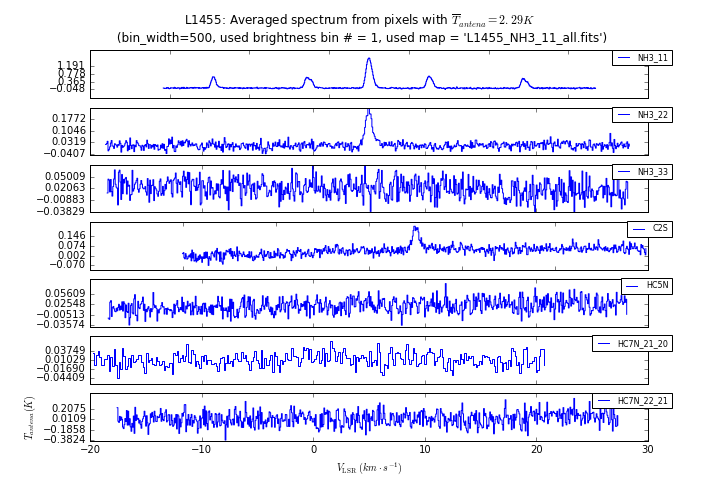 L1455: Averaged spectrum from pixels with T̅_antena = 2.29K
(bin_width=500, used brightness bin # = 1, used map = 'L1455_NH3_11_all.fits')
NH3_11
1.191
0.778
0.365
−0.048
NH3_22
0.1772
0.1046
0.0319
−0.0407
NH3_33
0.05009
0.02063
−0.00883
−0.03829
C2S
0.146
0.074
0.002
−0.070
HC5N
0.05609
0.02548
−0.00513
−0.03574
HC7N_21_20
0.03749
0.01029
−0.01690
−0.04409
HC7N_22_21
0.2075
0.0109
−0.1858
−0.3824
T_antena(K)
−20 −10 0 10 20 30
V_LSR (km · s⁻¹)